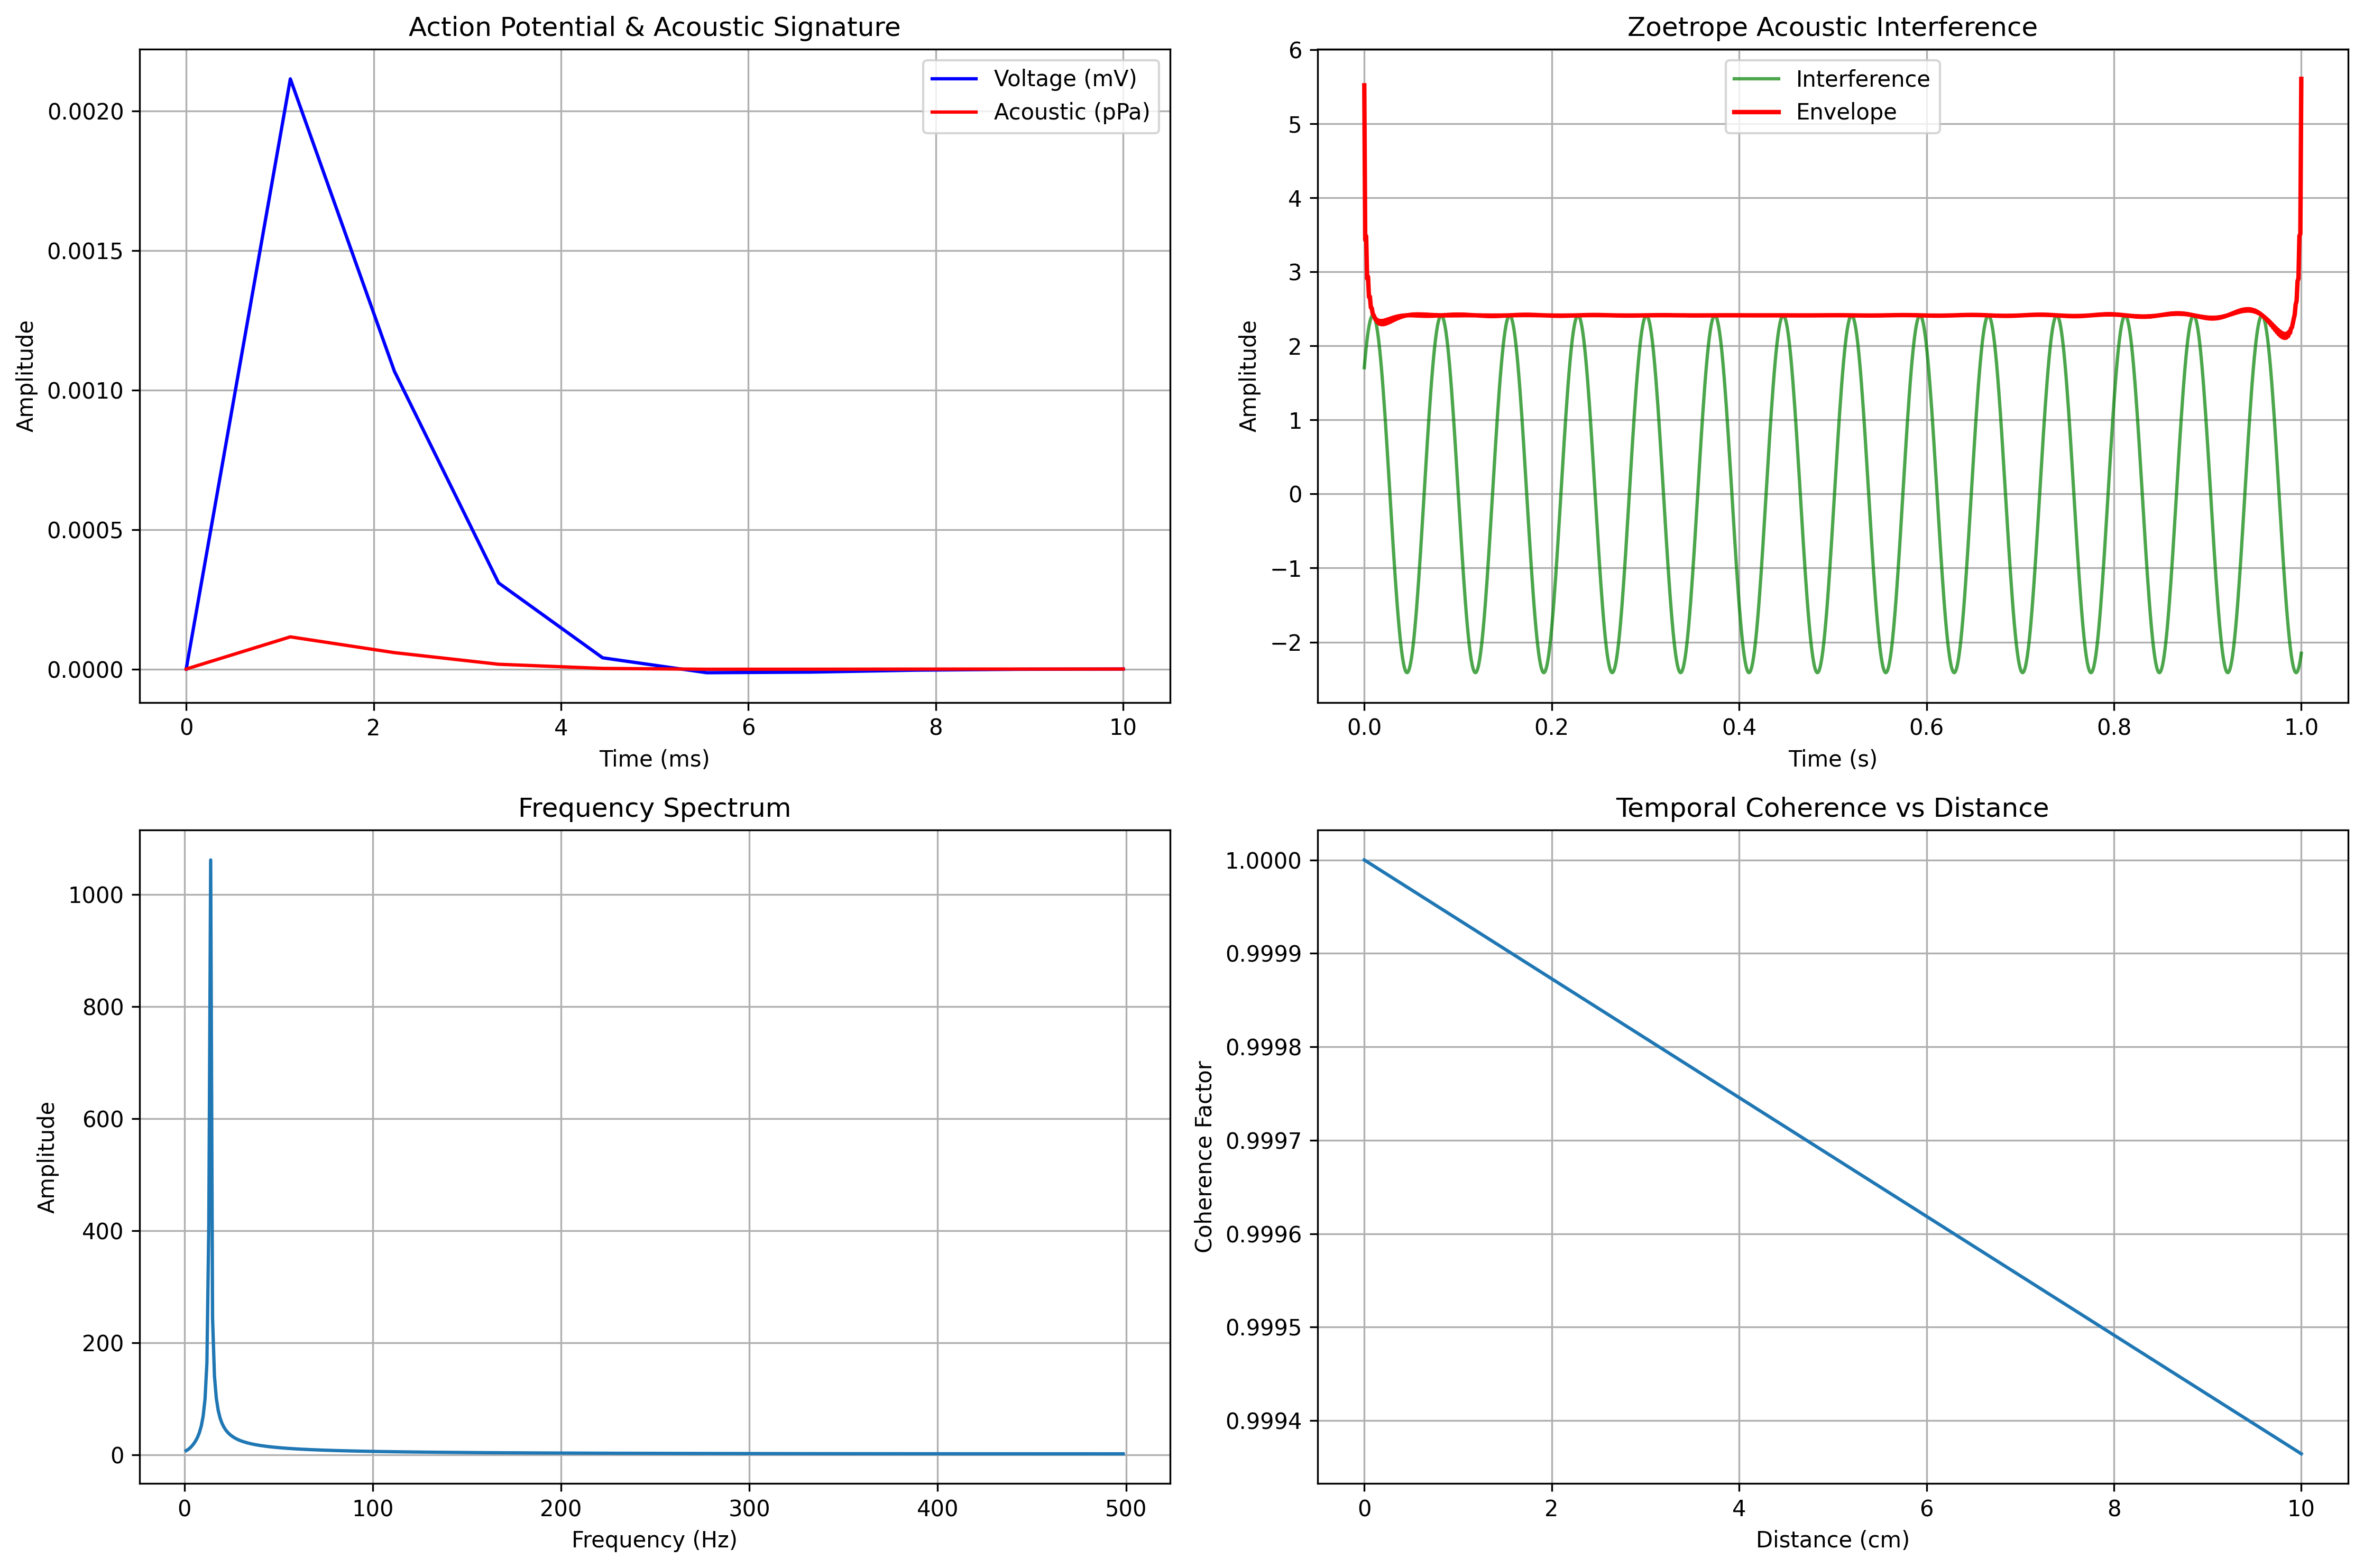 Action Potential & Acoustic Signature
Voltage (mV)
Acoustic (pPa)
0.0020
0.0015
0.0010
0.0005
0.0000
Amplitude
0 2 4 6 8 10
Time (ms)
Zoetrope Acoustic Interference
Interference
Envelope
6
5
4
3
2
1
0
−1
−2
Amplitude
0.0 0.2 0.4 0.6 0.8 1.0
Time (s)
Frequency Spectrum
1000
800
600
400
200
0
Amplitude
0 100 200 300 400 500
Frequency (Hz)
Temporal Coherence vs Distance
1.0000
0.9999
0.9998
0.9997
0.9996
0.9995
0.9994
Coherence Factor
0 2 4 6 8 10
Distance (cm)